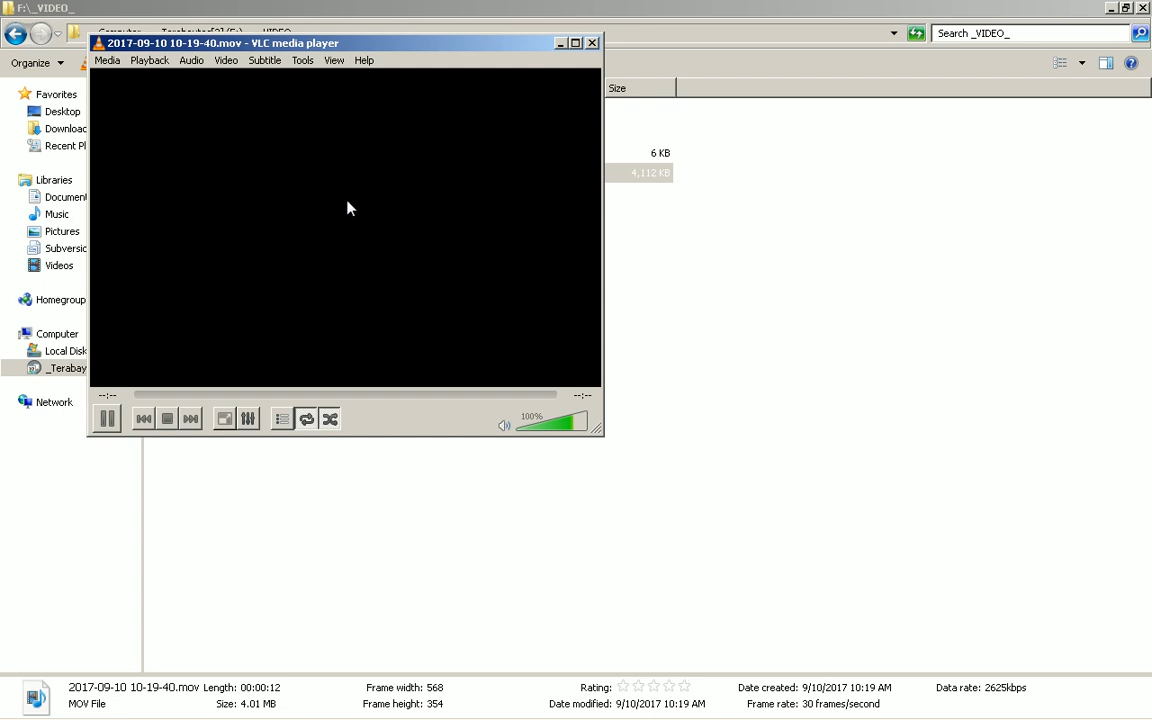 F:\_VIDEO_
Search _VIDEO_
2017-09-10 10-19-40.mov - VLC media player
Organize
Media Playback Audio Video Subtitle Tools View Help
Size
Favorites
Desktop
Downloac
Recent Pl
6 KB
4,112 KB
Libraries
Document
Music
Pictures
Subversic
Videos
Homegroup
Computer
Local Disk
_Terabay
Network
--:-- --:--
100%
2017-09-10 10-19-40.mov Length: 00:00:12 Frame width: 568 Rating: Date created: 9/10/2017 10:19 AM Data rate: 2625kbps
MOV File Size: 4.01 MB Frame height: 354 Date modified: 9/10/2017 10:19 AM Frame rate: 30 frames/second